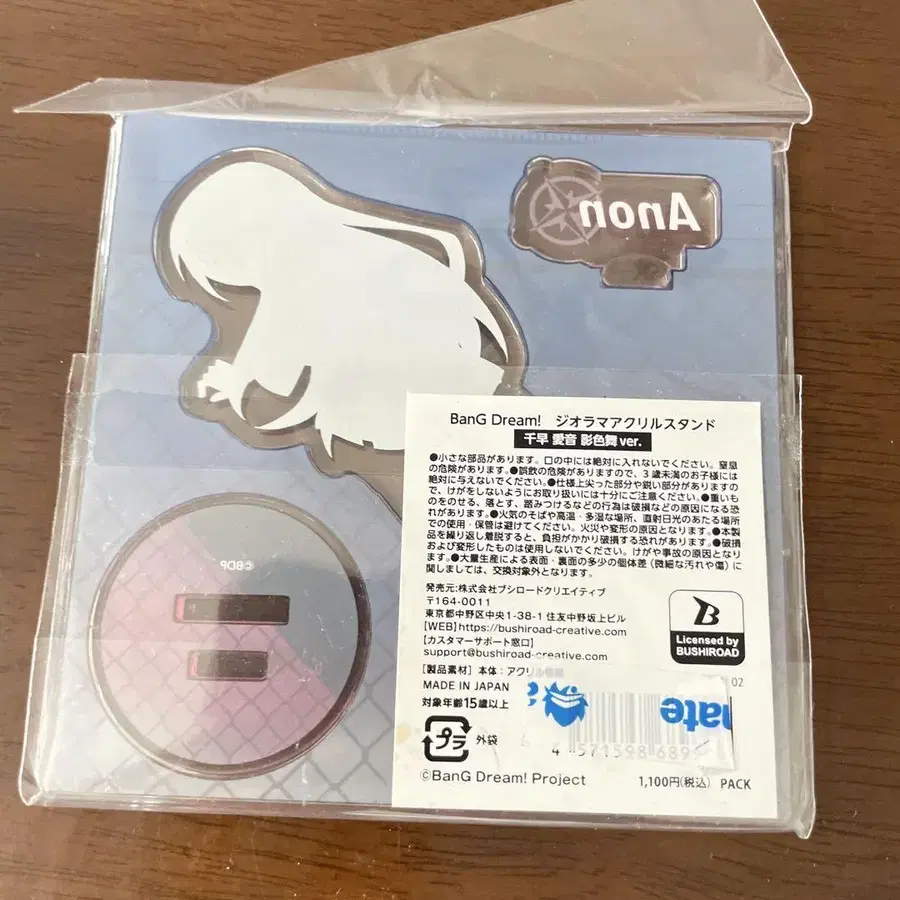 Anon
©BDP
BanG Dream! ジオラマアクリルスタンド
千早 愛音 影色舞 ver.
●小さな部品があります。口の中には絶対に入れないでください。窒息
の危険があります。●誤飲の危険がありますので、3歳未満のお子様には
絶対に与えないでください。●仕様上尖った部分や鋭い部分がありますの
で、けがをしないようにお取り扱いには十分にご注意ください。●重いも
のをのせる、落とす、踏みつけるなどの行為は破損などの原因になる恐
れがあります。●火気のそばや高温・多湿な場所、直射日光のあたる場所
での使用・保管は避けてください。火災や変形の原因となります。●本製
品を繰り返し着脱すると、負担がかかり破損する恐れがあります。●破損
および変形したものは使用しないでください。けがや事故の原因となりま
す。●大量生産による表面・裏面の多少の個体差(微細な汚れや傷)に
関しましては、交換対象外となります。
発売元:株式会社ブシロードクリエイティブ
〒164-0011
東京都中野区中央1-38-1 住友中野坂上ビル
【WEB】https://bushiroad-creative.com
【カスタマーサポート窓口】
support@bushiroad-creative.com
Licensed by
BUSHIROAD
[製品素材] 本体:アクリル
02
MADE IN JAPAN
対象年齢15歳以上
mate
プラ 外袋
4 571598 689
©BanG Dream! Project
1,100円(税込) PACK